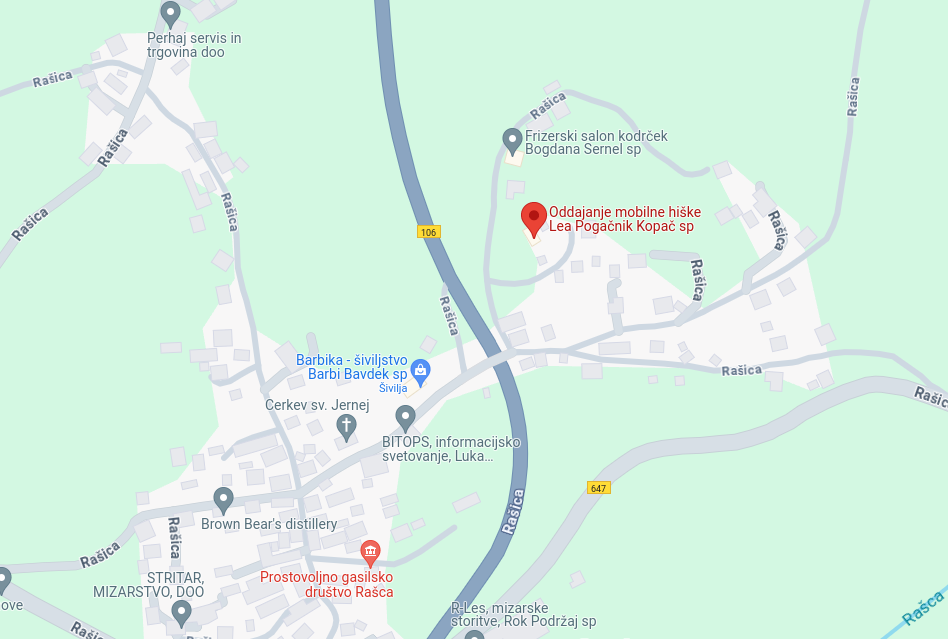 Perhaj servis in
trgovina doo
Rašica
Rašica
Rašica
Rašica
Rašica
Rašica
Frizerski salon kodrček
Bogdana Sernel sp
Oddajanje mobilne hiške
Lea Pogačnik Kopač sp
106
Rašica
Rašica
Rašica
Barbika - šiviljstvo
Barbi Bavdek sp
Šivilja
Rašica
Rašica
Cerkev sv. Jernej
BITOPS, informacijsko
svetovanje, Luka...
647
Rašica
Brown Bear's distillery
Rašica
Rašica
Prostovoljno gasilsko
društvo Rašca
STRITAR,
MIZARSTVO, DOO
ove
R-Les, mizarske
storitve, Rok Podržaj sp
Rašca
Rašica
Rašica